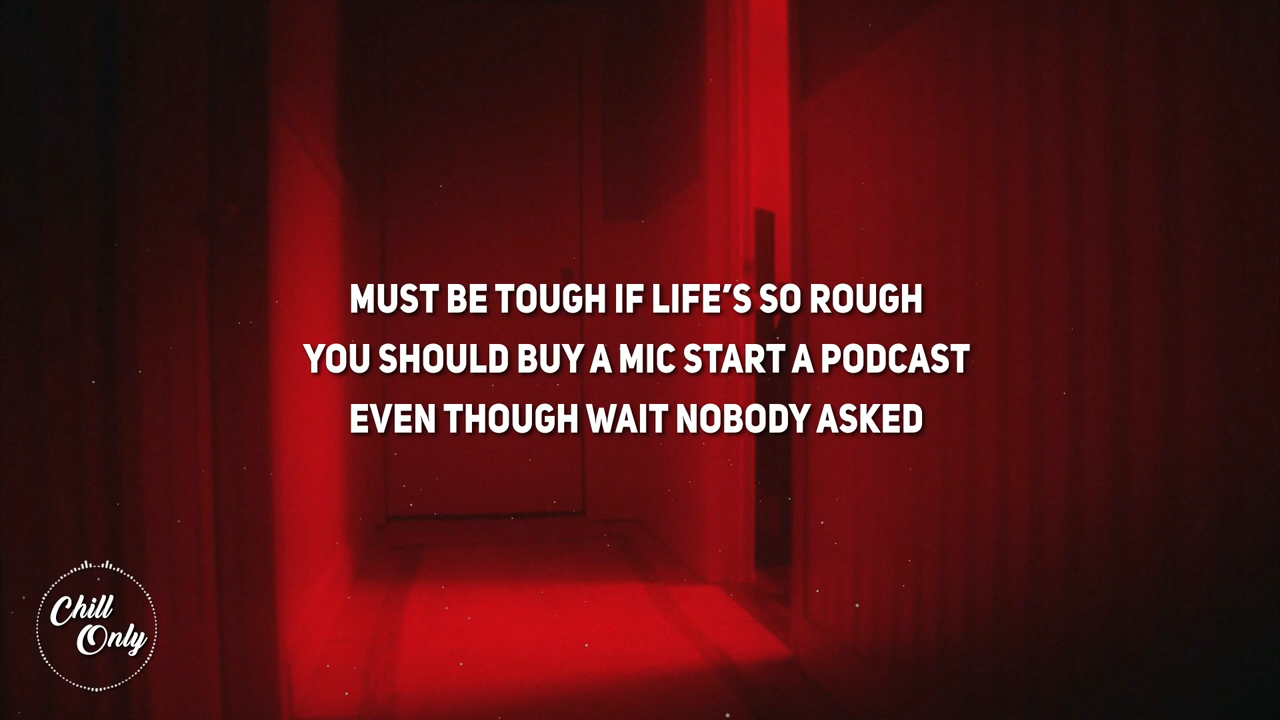 MUST BE TOUGH IF LIFE'S SO ROUGH
YOU SHOULD BUY A MIC START A PODCAST
EVEN THOUGH WAIT NOBODY ASKED
Chill
Only